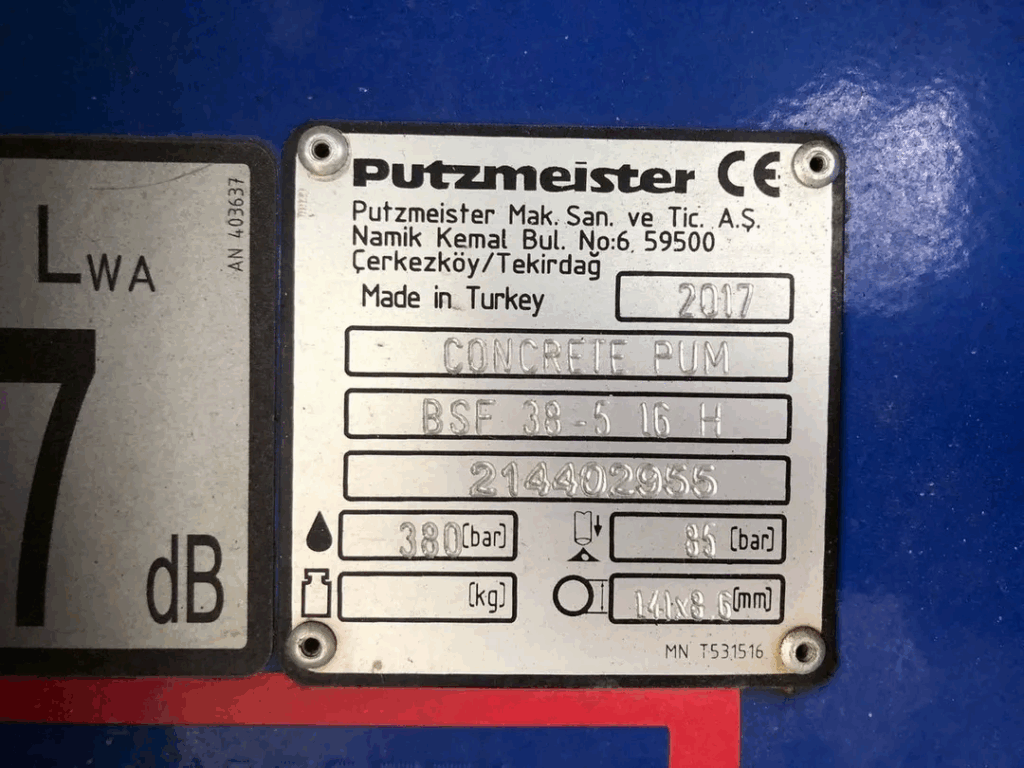 AN 403637
LWA
7
dB
Putzmeister CE
Putzmeister Mak. San. ve Tic. A.Ş.
Namik Kemal Bul. No:6, 59500
Çerkezköy/Tekirdağ
Made in Turkey 2017
CONCRETE PUM
BSF 38-5 16 H
214402955
380 [bar] 85 [bar]
[kg] 141x8.6 [mm]
MN T531516